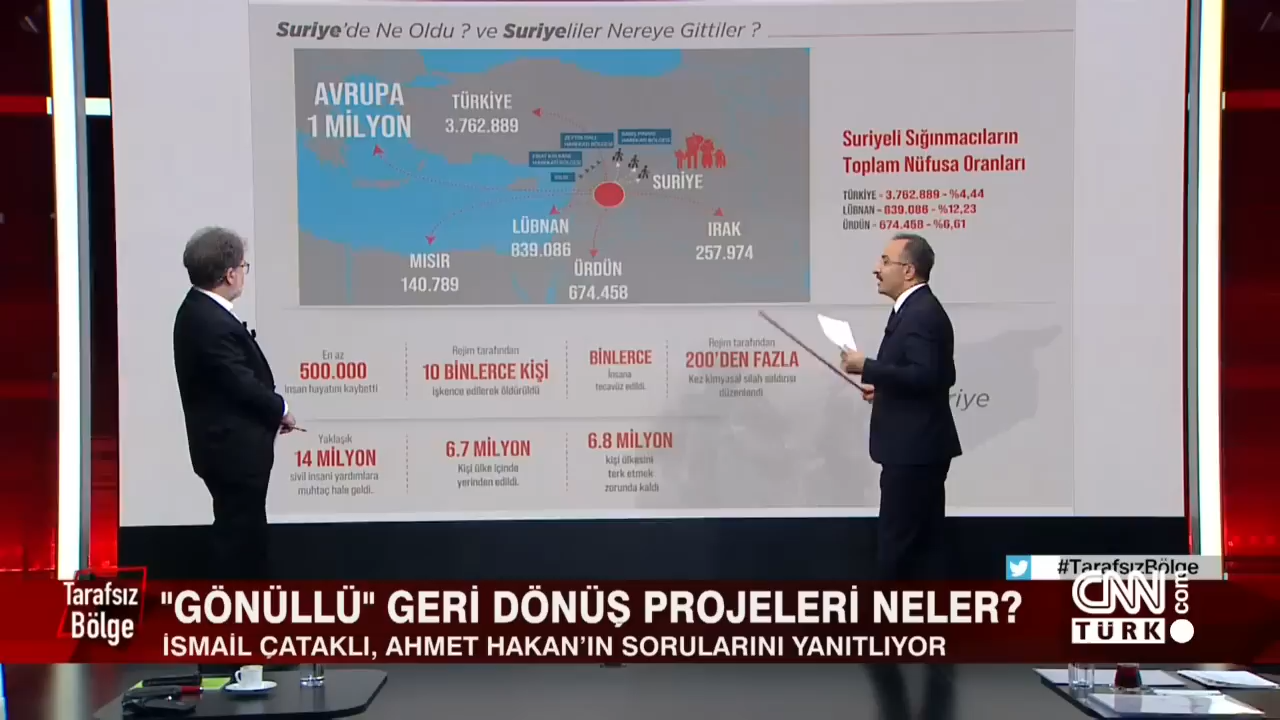 Suriye'de Ne Oldu ? ve Suriyeliler Nereye Gittiler ?
AVRUPA
1 MİLYON
TÜRKİYE
3.762.889
SURİYE
LÜBNAN
839.086
IRAK
257.974
MISIR
140.789
ÜRDÜN
674.458
Suriyeli Sığınmacıların
Toplam Nüfusa Oranları
TÜRKİYE - 3.762.889 - %4,44
LÜBNAN - 839.086 - %12,23
ÜRDÜN - 674.458 - %6,61
En az
500.000
insan hayatını kaybetti
Rejim tarafından
10 BİNLERCE KİŞİ
işkence edilerek öldürüldü
BİNLERCE
İnsana
tecavüz edildi.
Rejim tarafından
200'DEN FAZLA
Kez kimyasal silah saldırısı
düzenlendi
riye
Yaklaşık
14 MİLYON
sivil insani yardımlara
muhtaç hale geldi.
6.7 MİLYON
Kişi ülke içinde
yerinden edildi.
6.8 MİLYON
kişi ülkesini
terk etmek
zorunda kaldı
#TarafsızBölge
Tarafsız
Bölge
"GÖNÜLLÜ" GERİ DÖNÜŞ PROJELERİ NELER?
İSMAİL ÇATAKLI, AHMET HAKAN'IN SORULARINI YANITLIYOR
CNN
TÜRK
.com